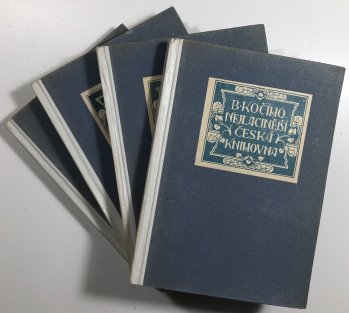 B·KOČÍHO
NEJLACINĚJŠÍ
ČESKÁ
KNIHOVNA